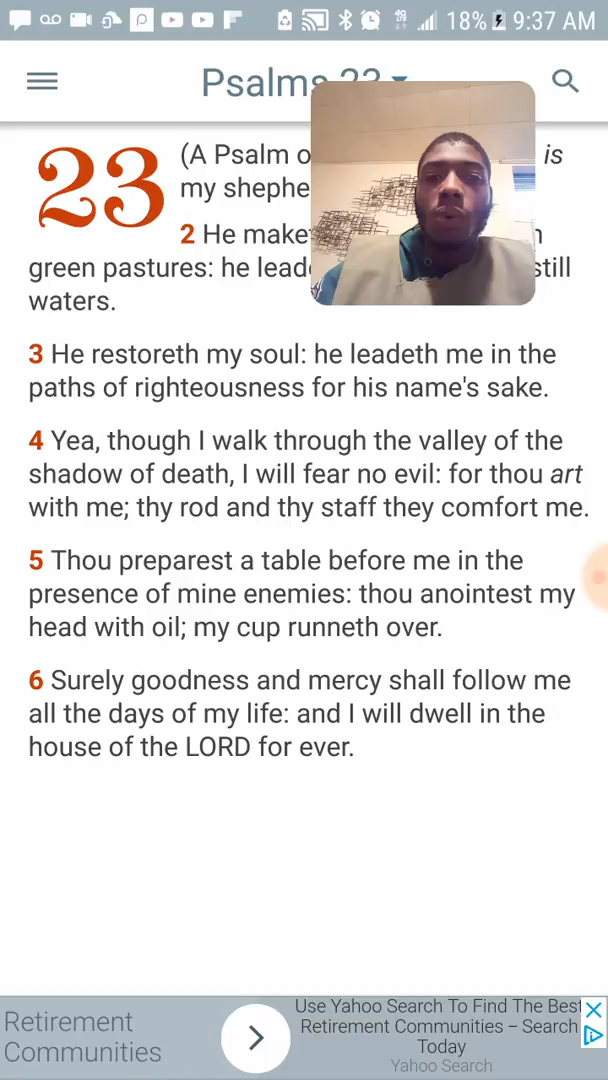 18% 9:37 AM
Psalms 23
23 (A Psalm o is
my shephe
2 He make
green pastures: he lead still
waters.
3 He restoreth my soul: he leadeth me in the
paths of righteousness for his name's sake.
4 Yea, though I walk through the valley of the
shadow of death, I will fear no evil: for thou art
with me; thy rod and thy staff they comfort me.
5 Thou preparest a table before me in the
presence of mine enemies: thou anointest my
head with oil; my cup runneth over.
6 Surely goodness and mercy shall follow me
all the days of my life: and I will dwell in the
house of the LORD for ever.
Retirement
Communities
Use Yahoo Search To Find The Best
Retirement Communities – Search
Today
Yahoo Search